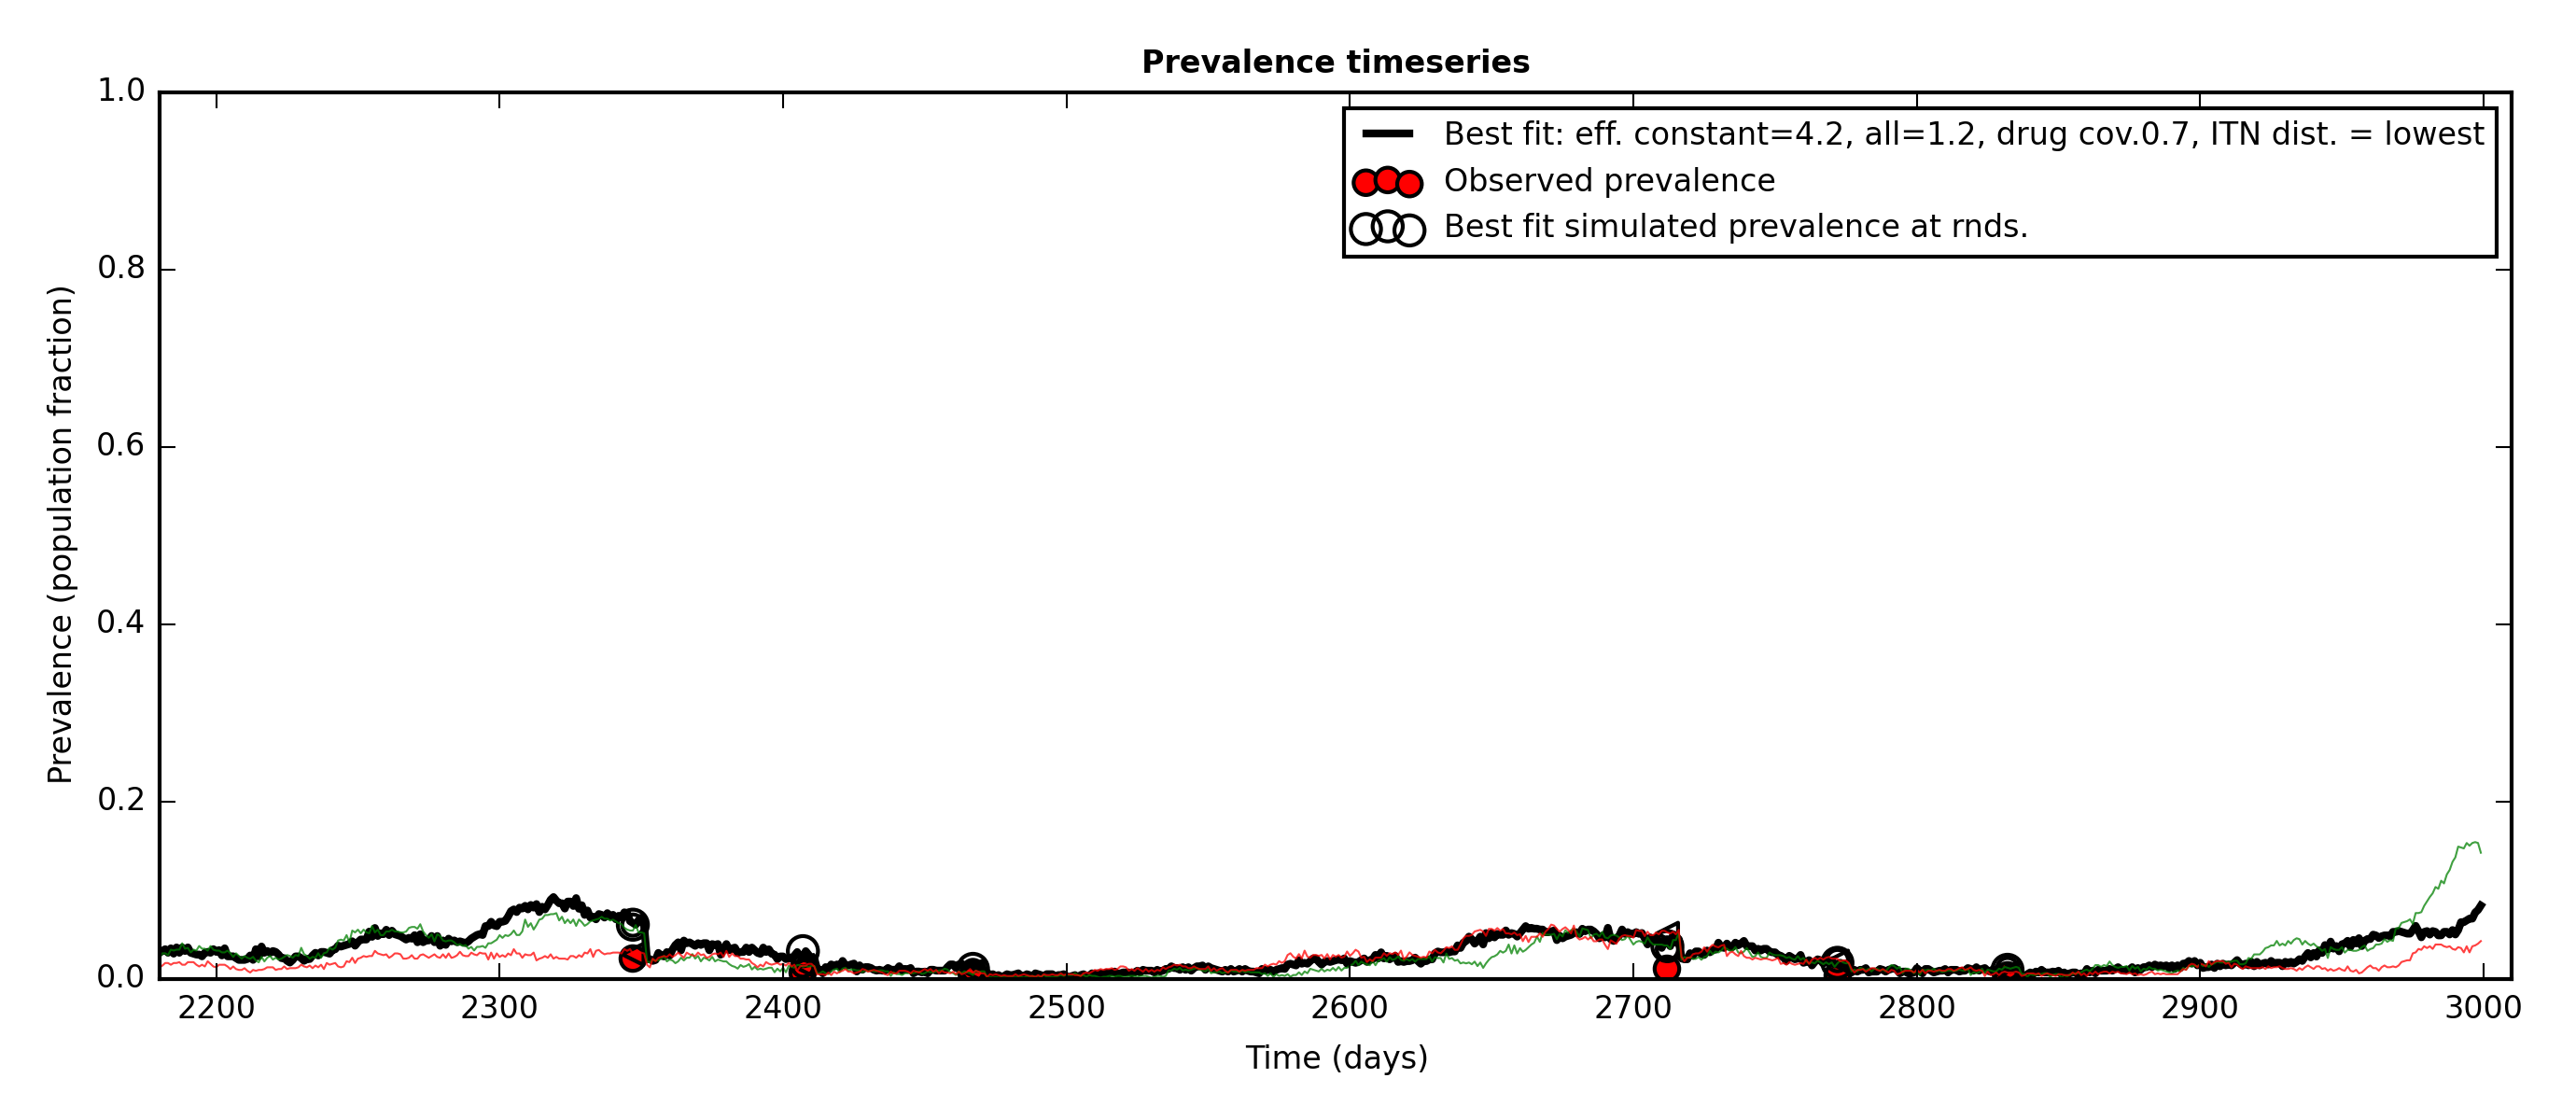 Prevalence timeseries
1.0
0.8
0.6
0.4
0.2
0.0
Prevalence (population fraction)
Best fit: eff. constant=4.2, all=1.2, drug cov.0.7, ITN dist. = lowest
Observed prevalence
Best fit simulated prevalence at rnds.
2200 2300 2400 2500 2600 2700 2800 2900 3000
Time (days)